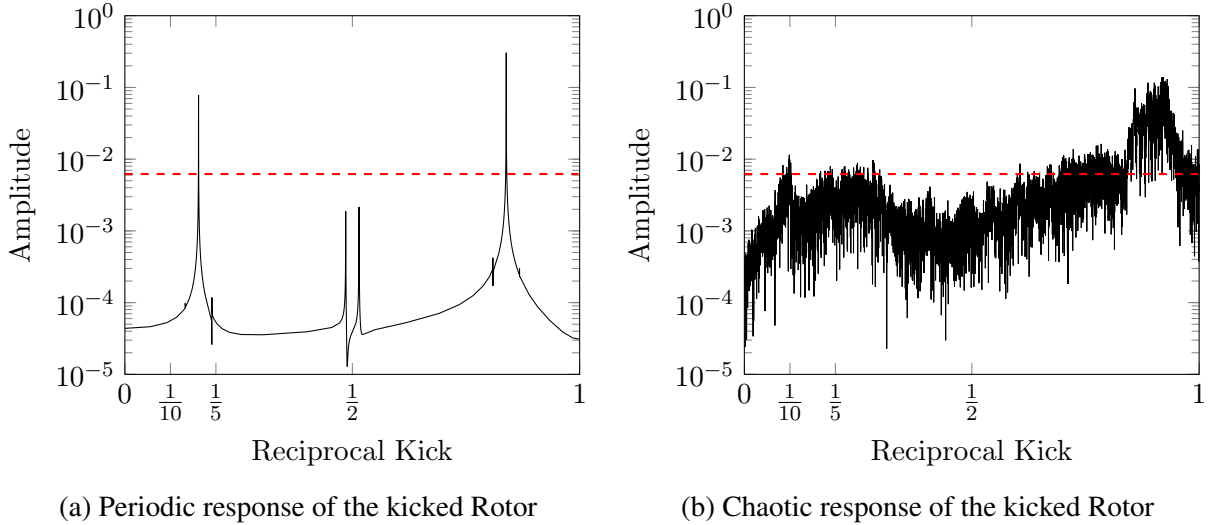 10^0
10^−1
10^−2
10^−3
10^−4
10^−5
Amplitude
0 1/10 1/5 1/2 1
Reciprocal Kick
(a) Periodic response of the kicked Rotor
10^0
10^−1
10^−2
10^−3
10^−4
10^−5
Amplitude
0 1/10 1/5 1/2 1
Reciprocal Kick
(b) Chaotic response of the kicked Rotor